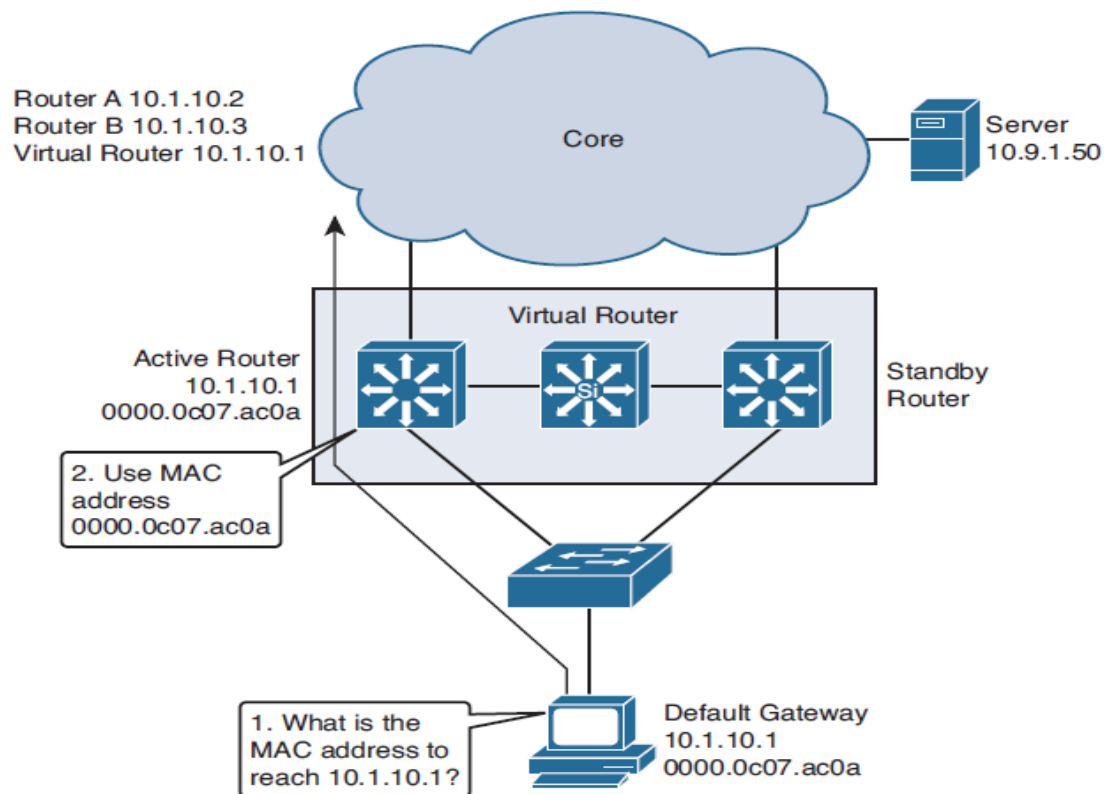 Router A 10.1.10.2
Router B 10.1.10.3
Virtual Router 10.1.10.1
Core
Server
10.9.1.50
Virtual Router
Active Router
10.1.10.1
0000.0c07.ac0a
Si
Standby
Router
2. Use MAC
address
0000.0c07.ac0a
1. What is the
MAC address to
reach 10.1.10.1?
Default Gateway
10.1.10.1
0000.0c07.ac0a